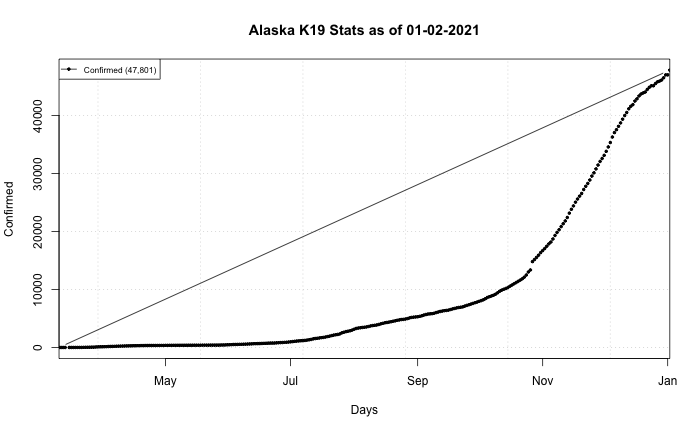 Alaska K19 Stats as of 01-02-2021
Confirmed (47,801)
Confirmed
40000
30000
20000
10000
0
May Jul Sep Nov Jan
Days